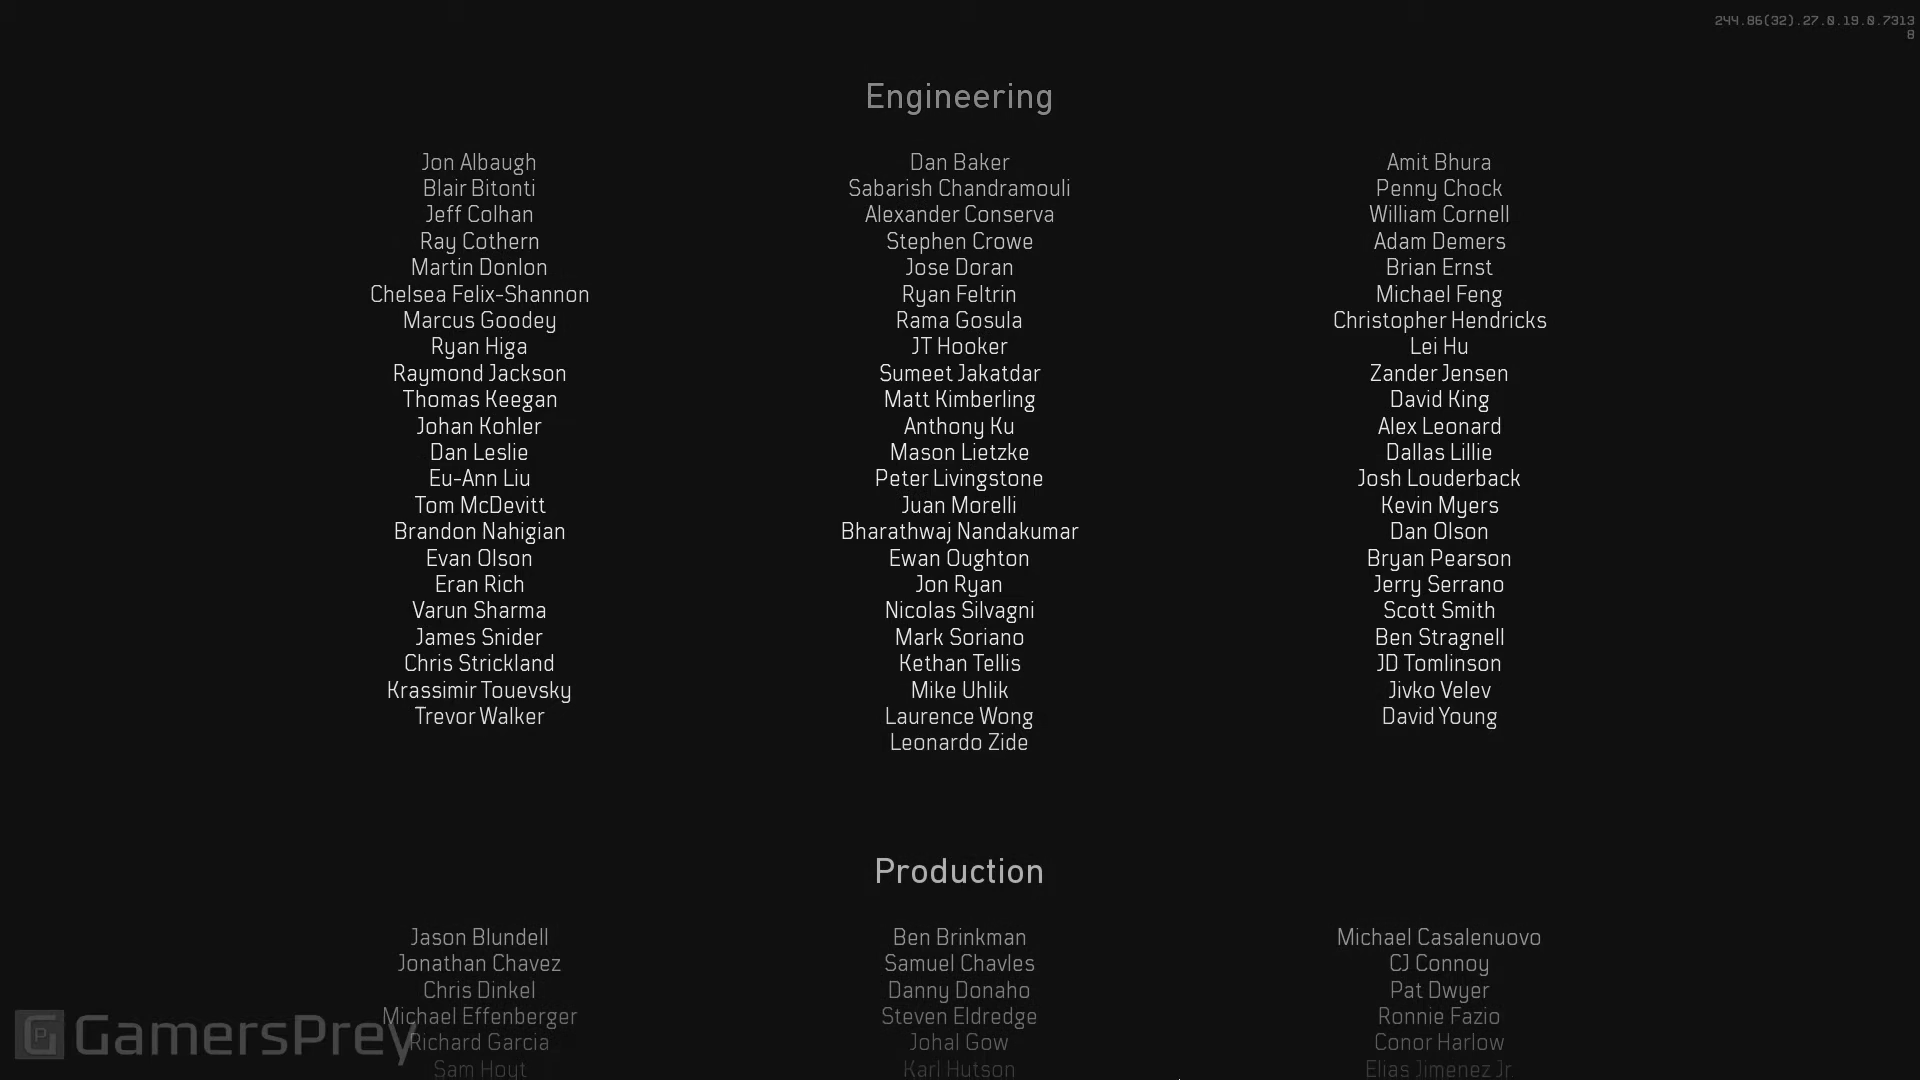 244.86(32).27.0.19.0.7313
8
Engineering
Jon Albaugh Dan Baker Amit Bhura
Blair Bitonti Sabarish Chandramouli Penny Chock
Jeff Colhan Alexander Conserva William Cornell
Ray Cothern Stephen Crowe Adam Demers
Martin Donlon Jose Doran Brian Ernst
Chelsea Felix-Shannon Ryan Feltrin Michael Feng
Marcus Goodey Rama Gosula Christopher Hendricks
Ryan Higa JT Hooker Lei Hu
Raymond Jackson Sumeet Jakatdar Zander Jensen
Thomas Keegan Matt Kimberling David King
Johan Kohler Anthony Ku Alex Leonard
Dan Leslie Mason Lietzke Dallas Lillie
Eu-Ann Liu Peter Livingstone Josh Louderback
Tom McDevitt Juan Morelli Kevin Myers
Brandon Nahigian Bharathwaj Nandakumar Dan Olson
Evan Olson Ewan Oughton Bryan Pearson
Eran Rich Jon Ryan Jerry Serrano
Varun Sharma Nicolas Silvagni Scott Smith
James Snider Mark Soriano Ben Stragnell
Chris Strickland Kethan Tellis JD Tomlinson
Krassimir Touevsky Mike Uhlik Jivko Velev
Trevor Walker Laurence Wong David Young
Leonardo Zide
Production
Jason Blundell Ben Brinkman Michael Casalenuovo
Jonathan Chavez Samuel Chavles CJ Connoy
Chris Dinkel Danny Donaho Pat Dwyer
Michael Effenberger Steven Eldredge Ronnie Fazio
GamersPrey
Richard Garcia Johal Gow Conor Harlow
Sam Hoyt Karl Hutson Elias Jimenez Jr.